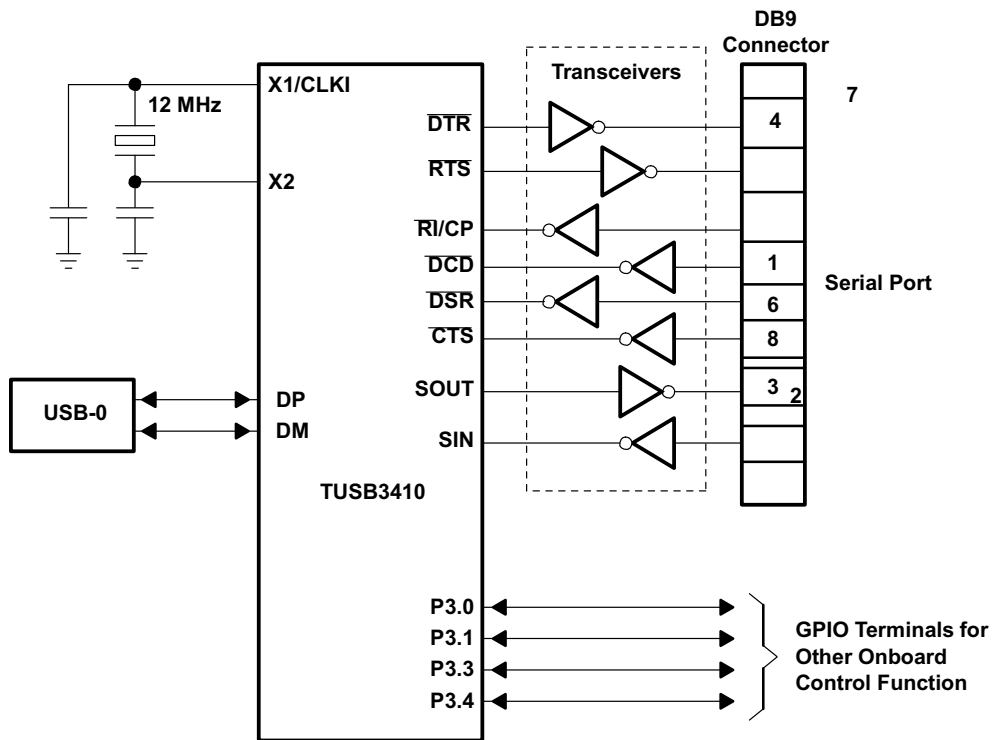 DB9
Connector
Transceivers
X1/CLKI
12 MHz
7
DTR
4
RTS
X2
RI/CP
DCD
1
Serial Port
DSR
6
CTS
8
USB-0
DP
SOUT
3
2
DM
SIN
TUSB3410
P3.0
P3.1
P3.3
P3.4
GPIO Terminals for
Other Onboard
Control Function